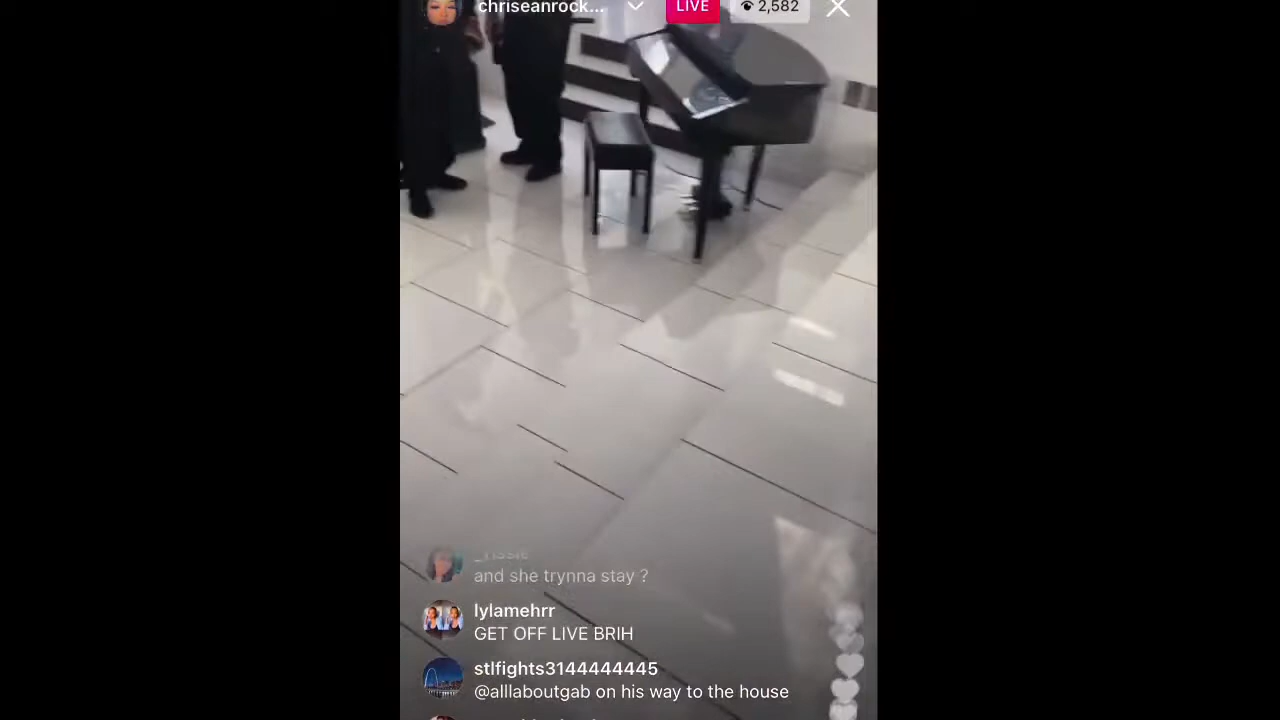 chriseanrock...
LIVE
2,582
and she trynna stay ?
lylamehrr
GET OFF LIVE BRIH
stlfights3144444445
@alllaboutgab on his way to the house